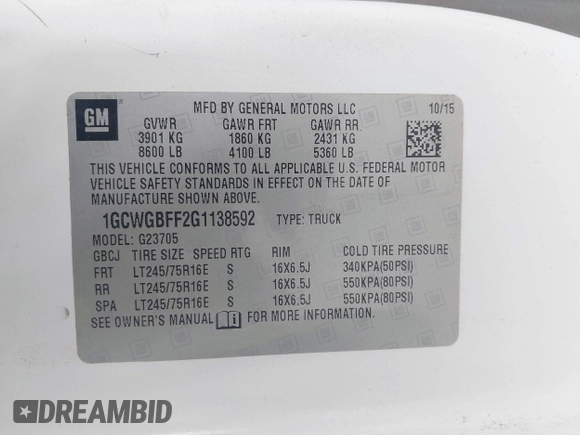 GM
MFD BY GENERAL MOTORS LLC 10/15
GVWR GAWR FRT GAWR RR
3901 KG 1860 KG 2431 KG
8600 LB 4100 LB 5360 LB
THIS VEHICLE CONFORMS TO ALL APPLICABLE U.S. FEDERAL MOTOR
VEHICLE SAFETY STANDARDS IN EFFECT ON THE DATE OF
MANUFACTURE SHOWN ABOVE.
1GCWGBFF2G1138592 TYPE: TRUCK
MODEL: G23705
GBCJ TIRE SIZE SPEED RTG RIM COLD TIRE PRESSURE
FRT LT245/75R16E S 16X6.5J 340KPA(50PSI)
RR LT245/75R16E S 16X6.5J 550KPA(80PSI)
SPA LT245/75R16E S 16X6.5J 550KPA(80PSI)
SEE OWNER'S MANUAL FOR MORE INFORMATION.
DREAMBID